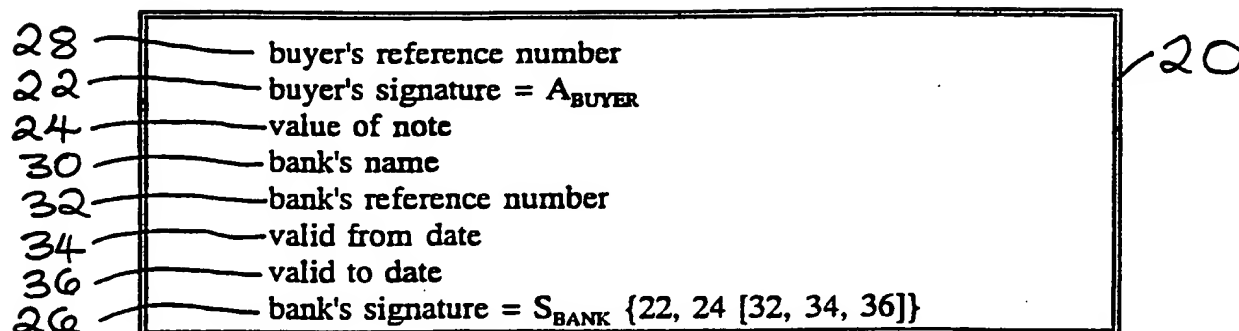 28 buyer's reference number 20
22 buyer's signature = A_BUYER
24 value of note
30 bank's name
32 bank's reference number
34 valid from date
36 valid to date
26 bank's signature = S_BANK {22, 24 [32, 34, 36]}